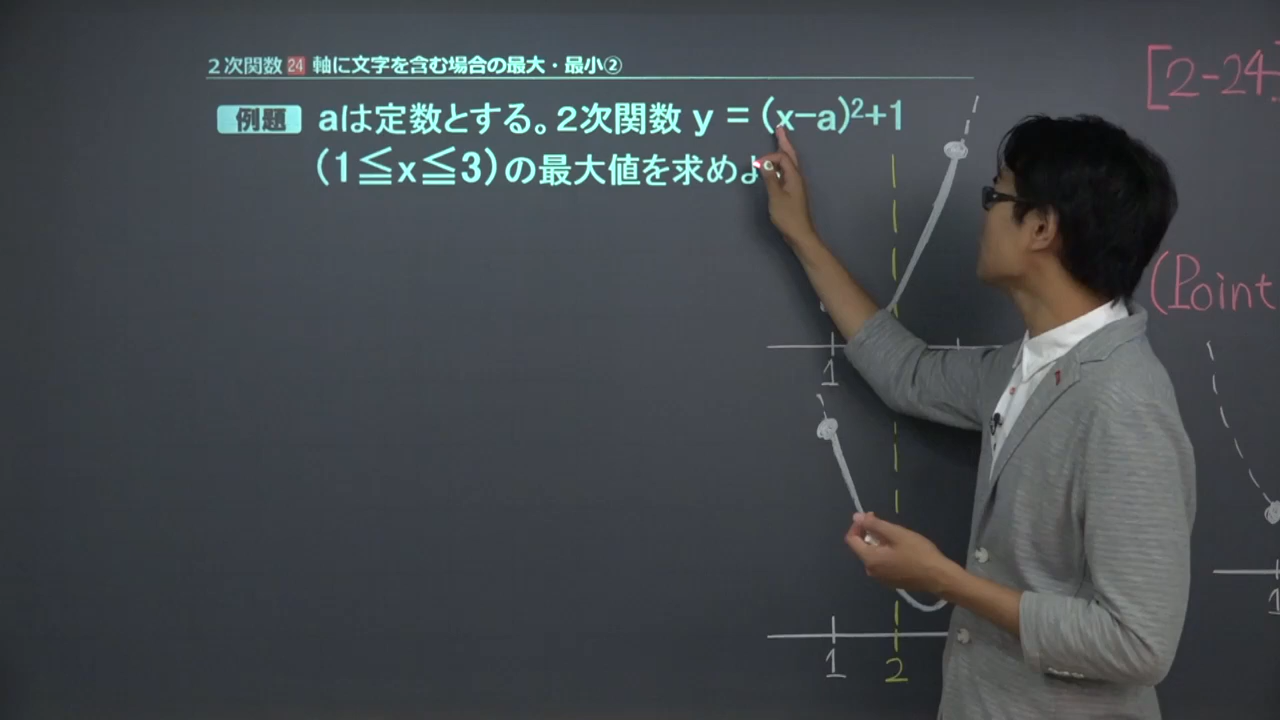 2次関数 24 軸に文字を含む場合の最大・最小②
例題 aは定数とする。2次関数 y = (x-a)²+1
(1≦x≦3)の最大値を求めよ
[2-24]
(Point
1
1
2
1